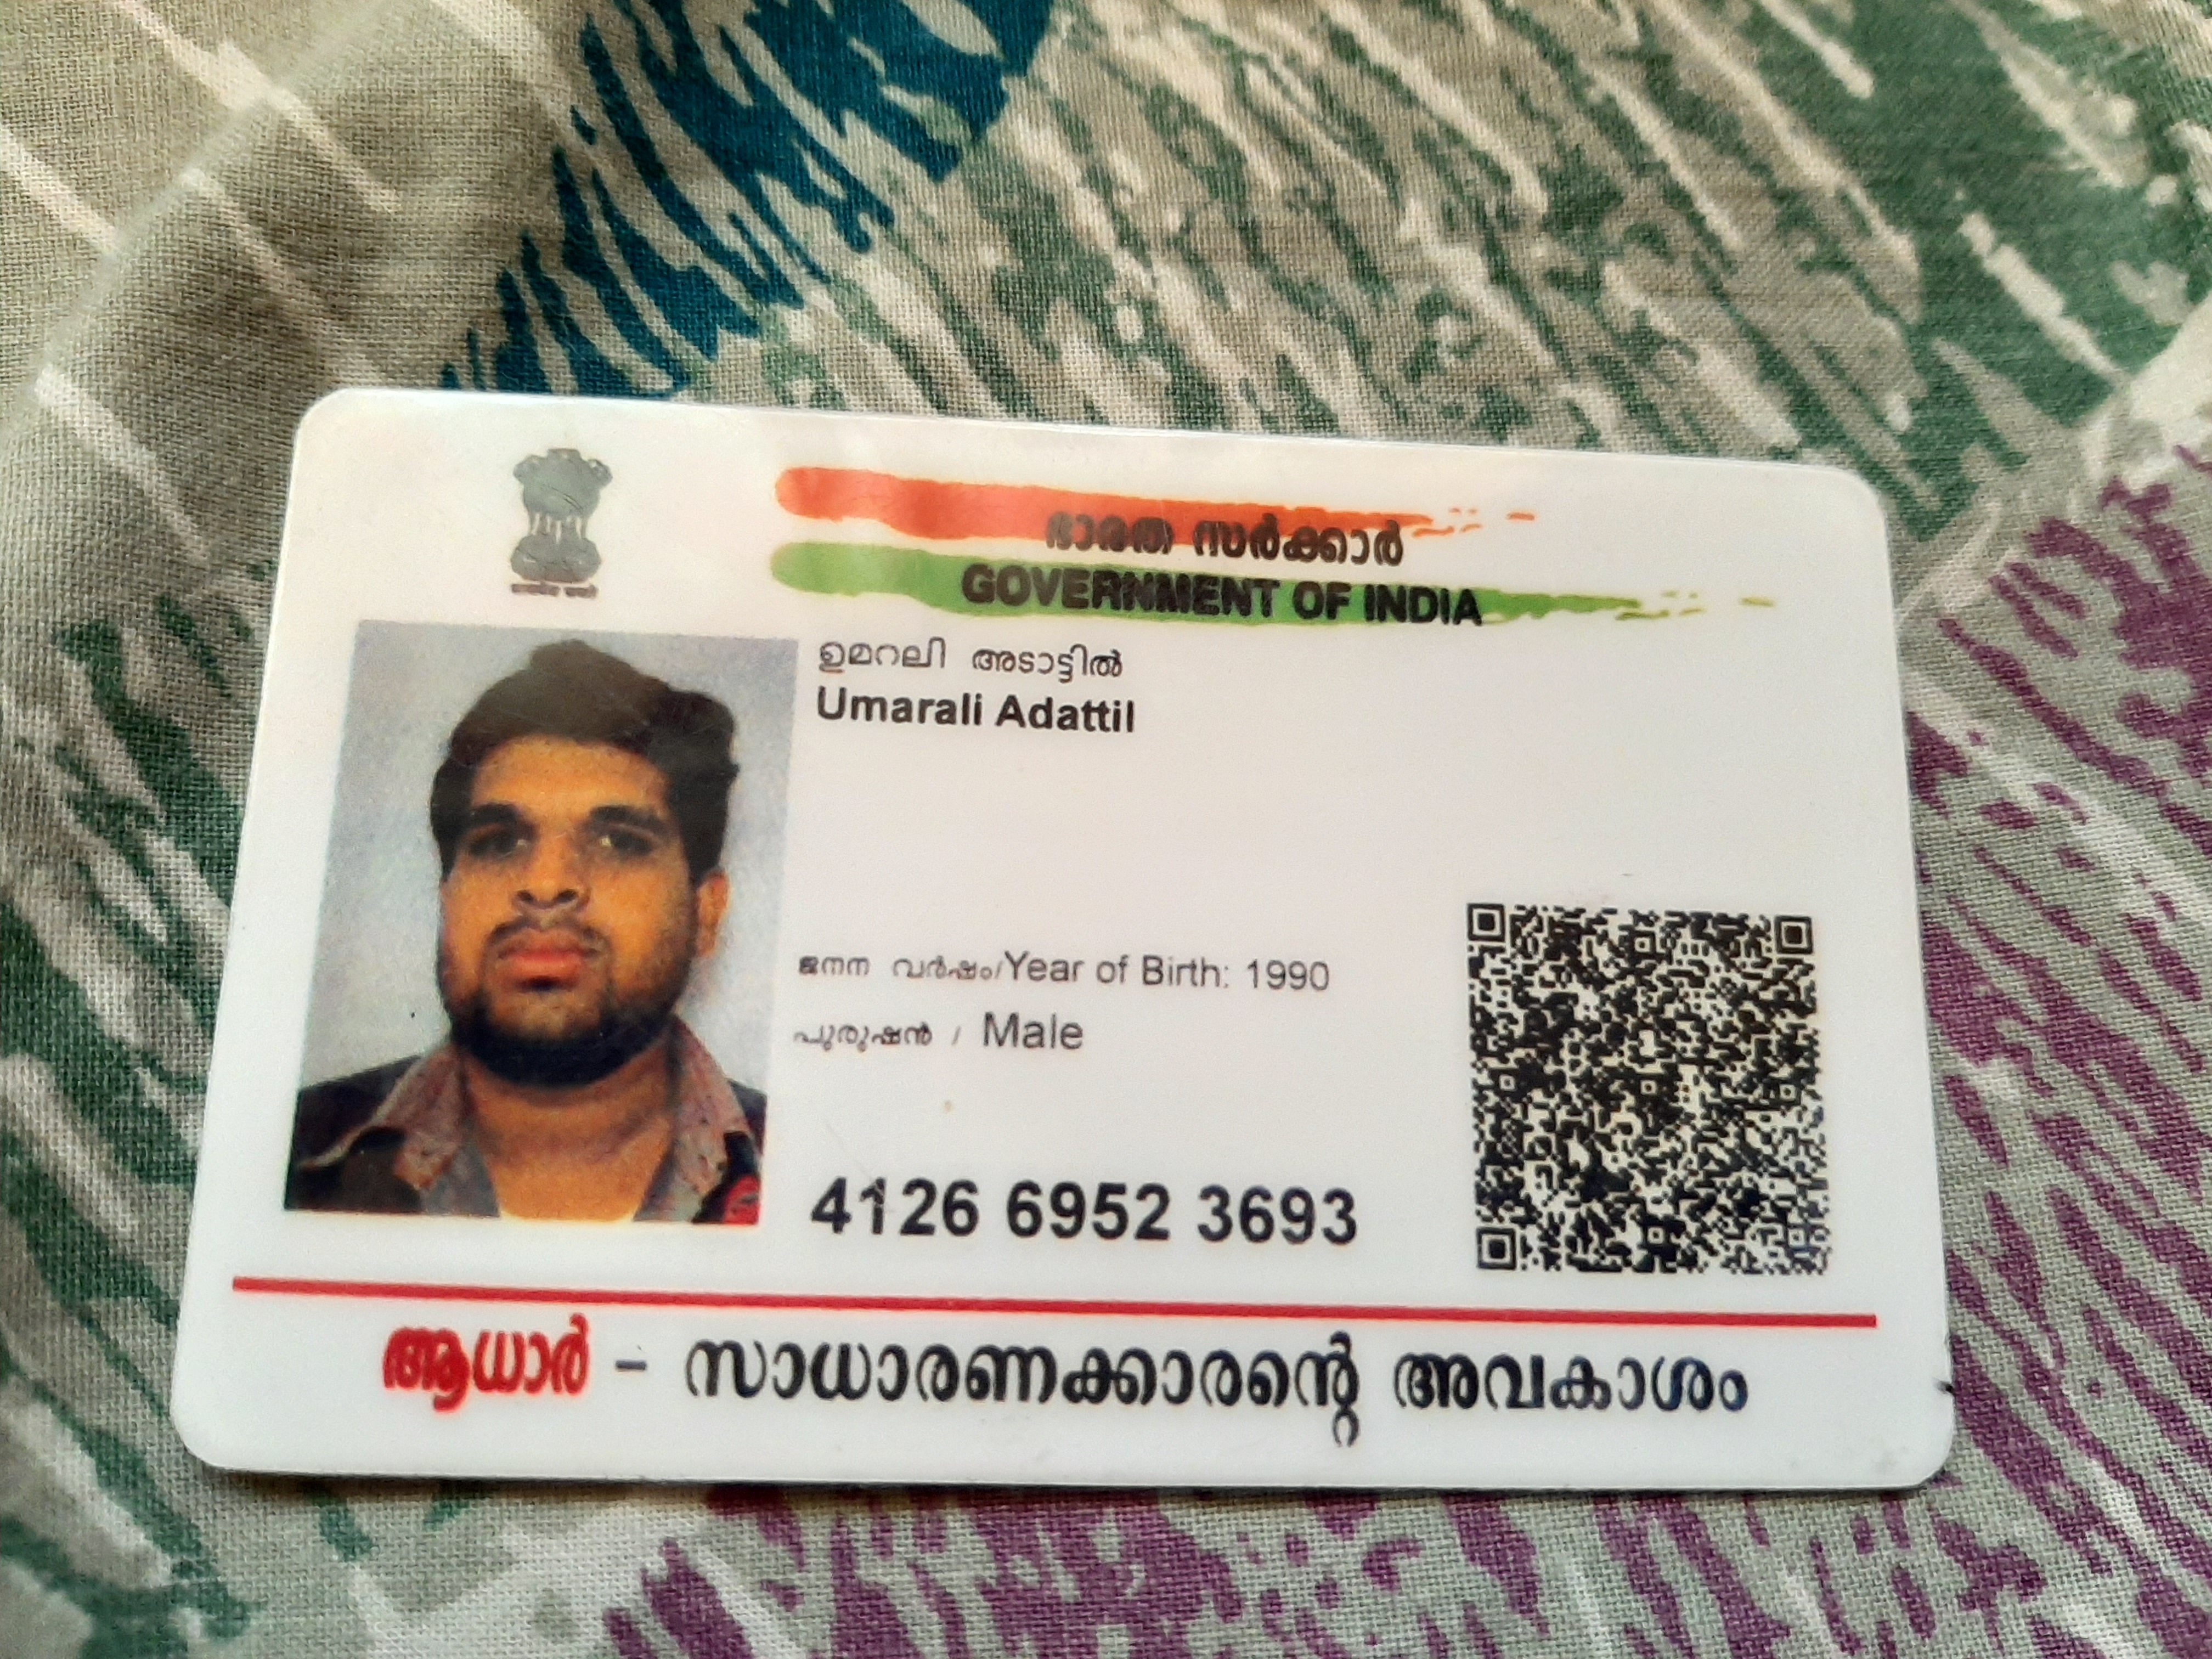 ഭാരത സർക്കാർ
GOVERNMENT OF INDIA
ഉമറലി അടാട്ടിൽ
Umarali Adattil
ജനന വർഷം/Year of Birth: 1990
പുരുഷൻ / Male
4126 6952 3693
ആധാർ - സാധാരണക്കാരന്റെ അവകാശം